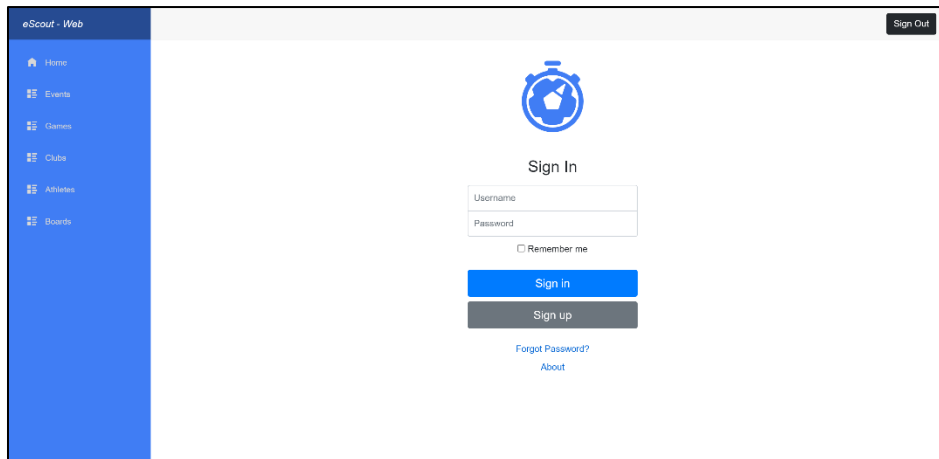 eScout - Web
Sign Out
Home
Events
Games
Clubs
Athletes
Boards
Sign In
Username
Password
Remember me
Sign in
Sign up
Forgot Password?
About